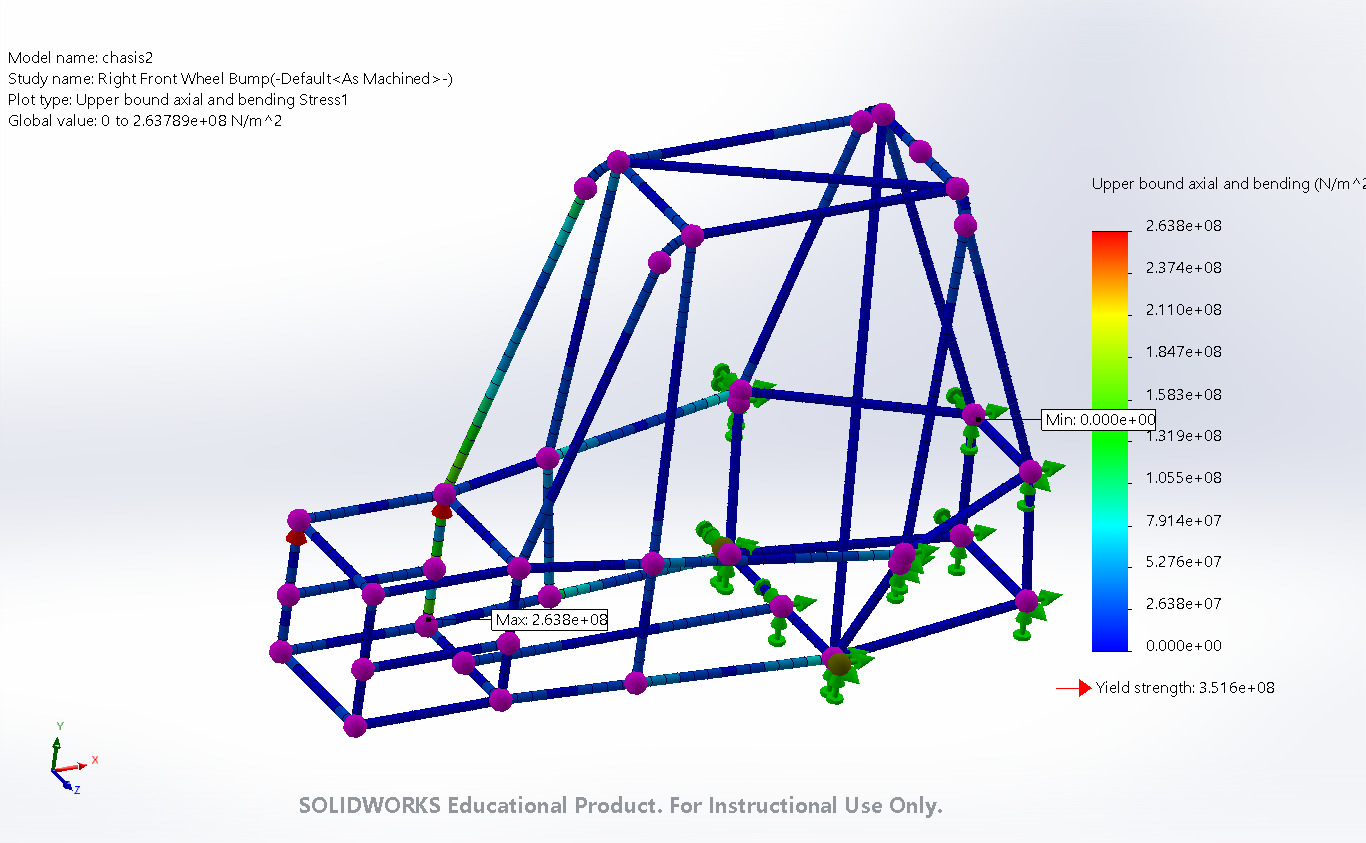 Model name: chasis2
Study name: Right Front Wheel Bump(-Default<As Machined>-)
Plot type: Upper bound axial and bending Stress1
Global value: 0 to 2.63789e+08 N/m^2
Upper bound axial and bending (N/m^2
2.638e+08
2.374e+08
2.110e+08
1.847e+08
1.583e+08
Min: 0.000e+00
1.319e+08
1.055e+08
7.914e+07
5.276e+07
Max: 2.638e+08
2.638e+07
0.000e+00
Yield strength: 3.516e+08
Y
X
Z
SOLIDWORKS Educational Product. For Instructional Use Only.